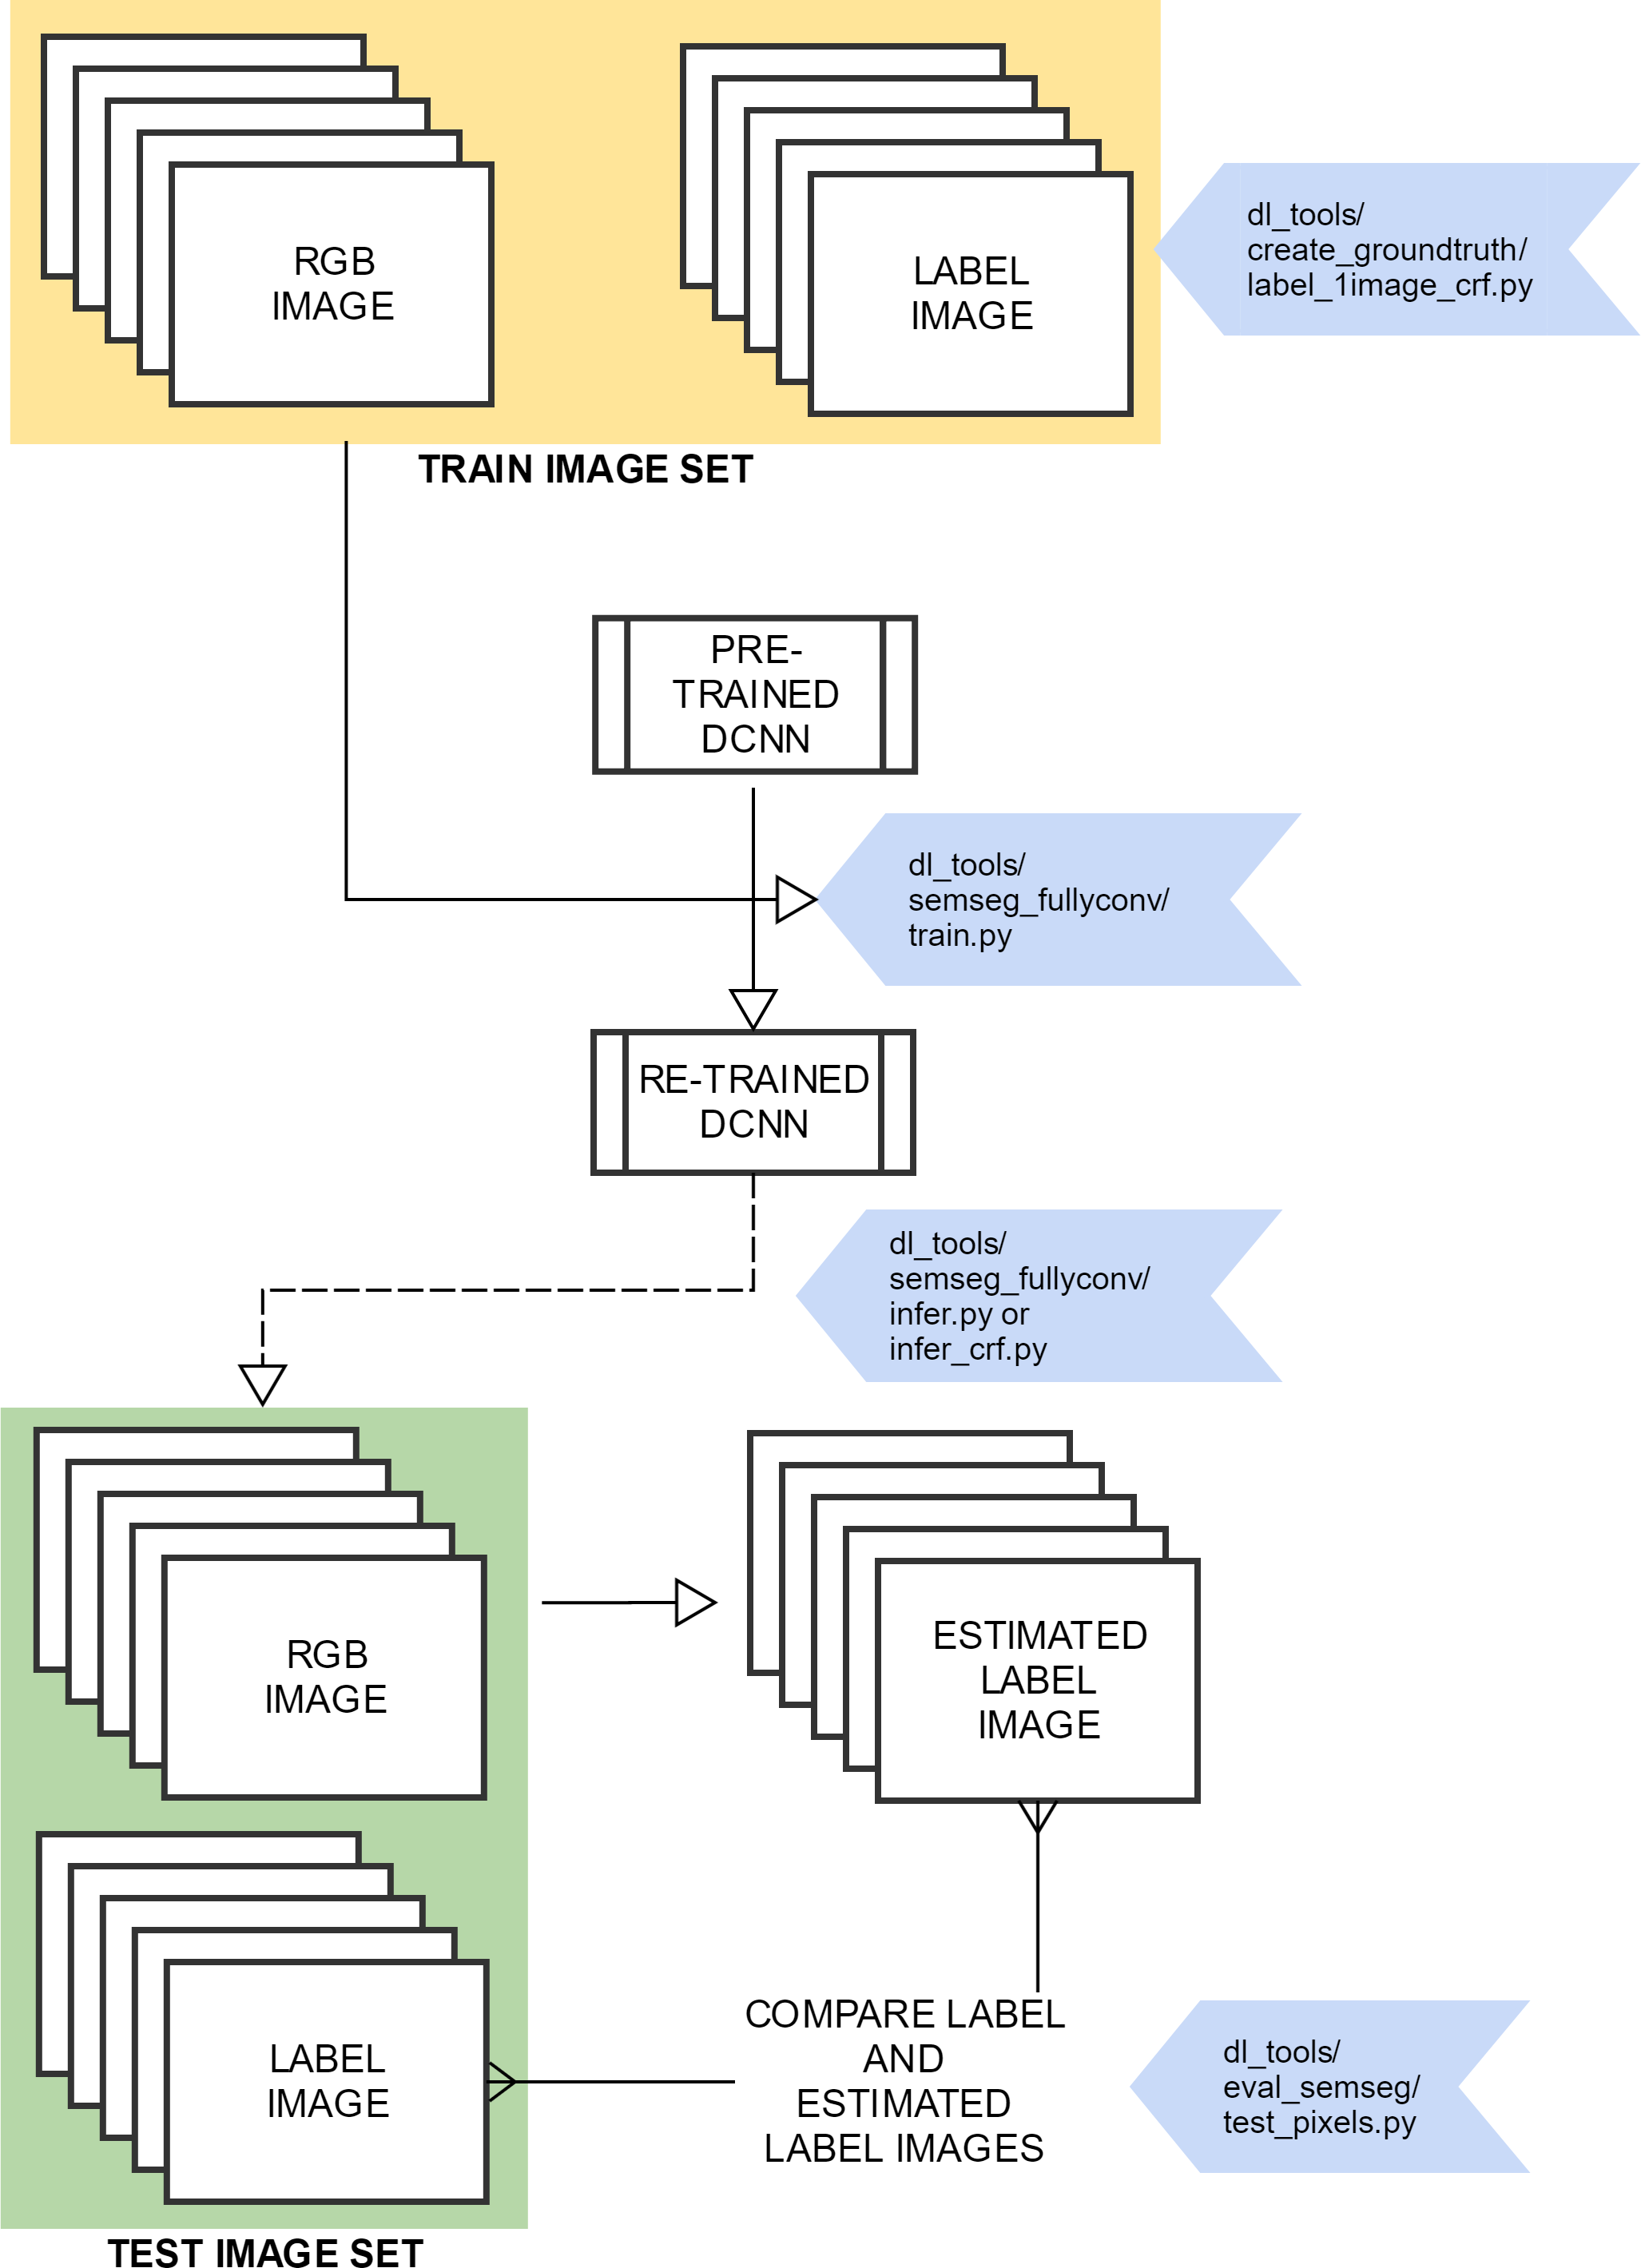 RGB
IMAGE
LABEL
IMAGE
dl_tools/
create_groundtruth/
label_1image_crf.py
TRAIN IMAGE SET
PRE-
TRAINED
DCNN
dl_tools/
semseg_fullyconv/
train.py
RE-TRAINED
DCNN
dl_tools/
semseg_fullyconv/
infer.py or
infer_crf.py
RGB
IMAGE
ESTIMATED
LABEL
IMAGE
LABEL
IMAGE
COMPARE LABEL
AND
ESTIMATED
LABEL IMAGES
dl_tools/
eval_semseg/
test_pixels.py
TEST IMAGE SET